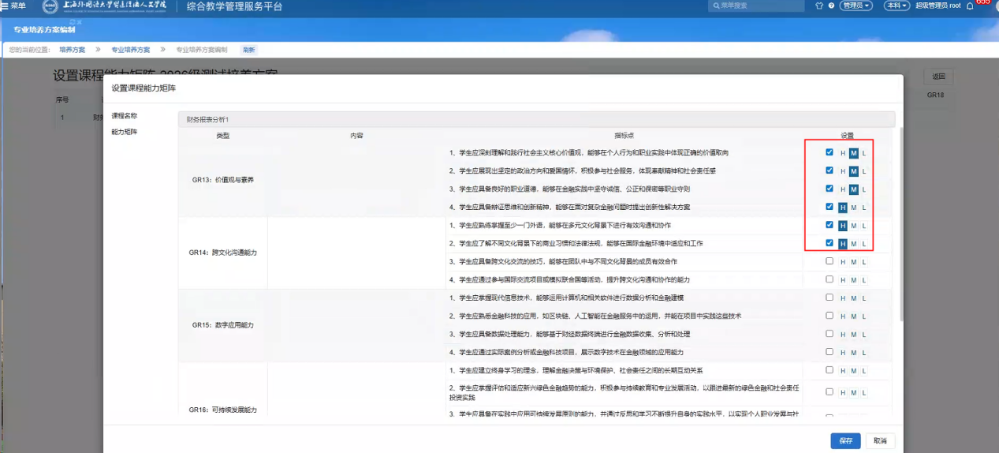 菜单
综合教学管理服务平台
菜单搜索
管理员
本科
超级管理员 root
655
专业培养方案编制
您的当前位置: 培养方案 » 专业培养方案 » 专业培养方案编制 刷新
设置课程能力矩阵 2026级测试培养方案
返回
序号
GR18
1 财务
设置课程能力矩阵
课程名称 财务报表分析1
能力矩阵
类型 内容 指标点 设置
1、学生应深刻理解和践行社会主义核心价值观，能够在个人行为和职业实践中体现正确的价值取向 H M L
2、学生应展现出坚定的政治方向和爱国情怀，积极参与社会服务，体现奉献精神和社会责任感 H M L
GR13：价值观与素养
3、学生应具备良好的职业道德，能够在金融实践中坚守诚信、公正和保密等职业守则 H M L
4、学生应具备辩证思维和创新精神，能够在面对复杂金融问题时提出创新性解决方案 H M L
1、学生应熟练掌握至少一门外语，能够在多元文化背景下进行有效沟通和协作 H M L
2、学生应了解不同文化背景下的商业习惯和法律法规，能够在国际金融环境中适应和工作 H M L
GR14：跨文化沟通能力
3、学生应具备跨文化交流的技巧，能够在团队中与不同文化背景的成员有效合作 H M L
4、学生应通过参与国际交流项目或模拟联合国等活动，提升跨文化沟通和协作的能力 H M L
1、学生应掌握现代信息技术，能够运用计算机和相关软件进行数据分析和金融建模 H M L
2、学生应熟悉金融科技的应用，如区块链、人工智能在金融服务中的运用，并能在项目中实践这些技术 H M L
GR15：数字应用能力
3、学生应具备数据处理能力，能够基于财经数据终端进行金融数据收集、分析和处理 H M L
4、学生应通过实际案例分析或金融科技项目，展示数字技术在金融领域的应用能力 H M L
1、学生应建立终身学习的理念，理解金融决策与环境保护、社会责任之间的长期互动关系 H M L
2、学生应掌握评估和适应新兴绿色金融趋势的能力，积极参与持续教育和专业发展活动，以跟进最新的绿色金融和社会责任
投资实践 H M L
GR16：可持续发展能力
3、学生应具备在实践中应用可持续发展原则的能力，并通过反思和学习不断提升自身的实践水平，以实现个人职业发展与社
保存 取消